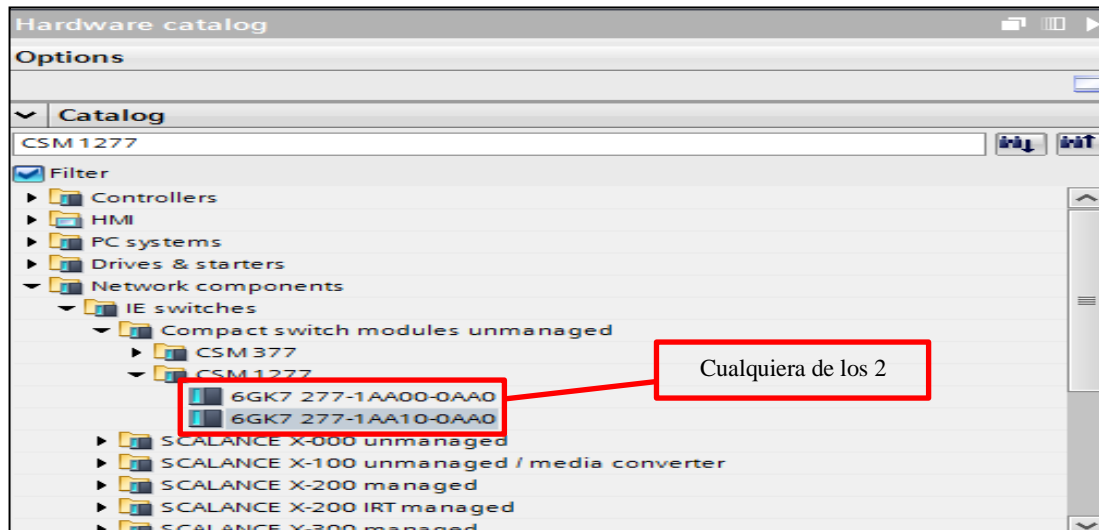 Hardware catalog
Options
Catalog
CSM 1277
Filter
Controllers
HMI
PC systems
Drives & starters
Network components
IE switches
Compact switch modules unmanaged
CSM 377
CSM 1277
Cualquiera de los 2
6GK7 277-1AA00-0AA0
6GK7 277-1AA10-0AA0
SCALANCE X-000 unmanaged
SCALANCE X-100 unmanaged / media converter
SCALANCE X-200 managed
SCALANCE X-200 IRT managed
SCALANCE X-300 managed